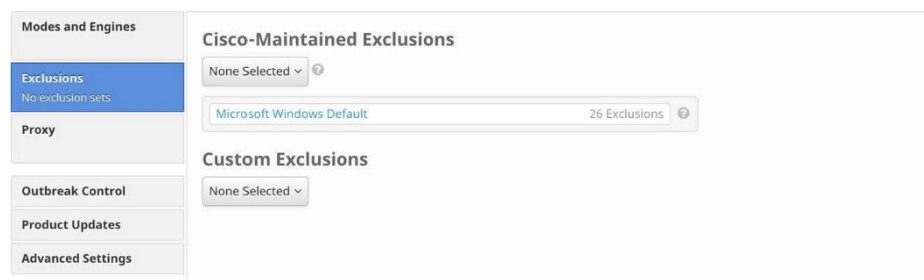 Modes and Engines
Exclusions
No exclusion sets
Proxy
Outbreak Control
Product Updates
Advanced Settings
Cisco-Maintained Exclusions
None Selected
Microsoft Windows Default 26 Exclusions
Custom Exclusions
None Selected